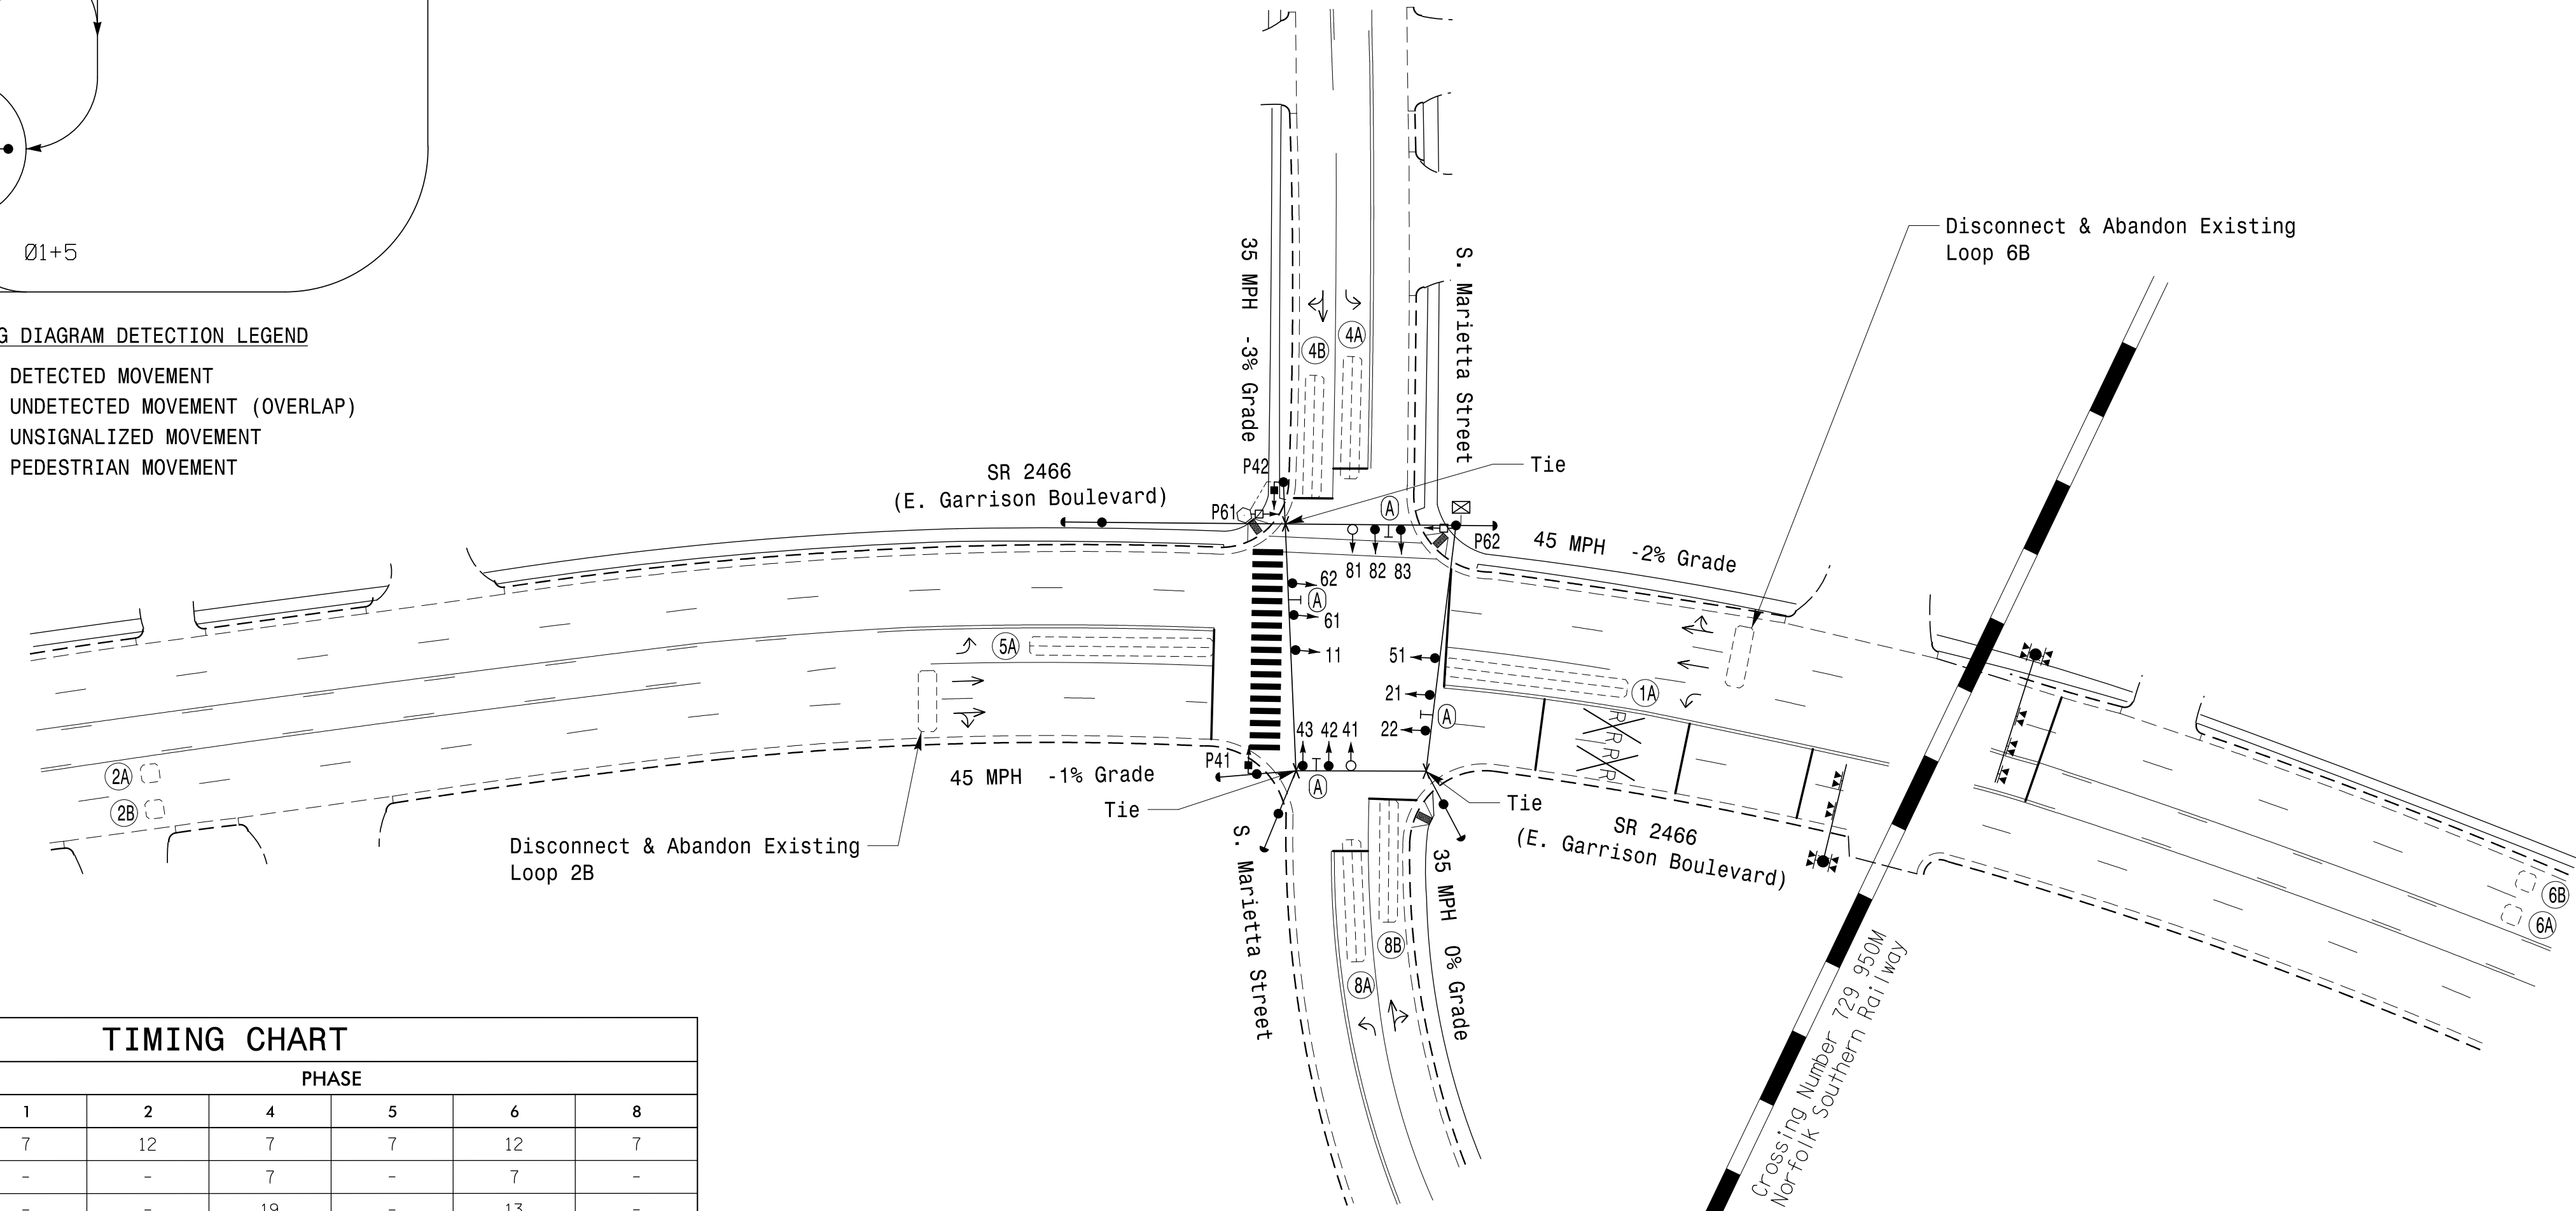 Ø1+5
G DIAGRAM DETECTION LEGEND
DETECTED MOVEMENT
UNDETECTED MOVEMENT (OVERLAP)
UNSIGNALIZED MOVEMENT
PEDESTRIAN MOVEMENT
35 MPH -3% Grade
S. Marietta Street
Disconnect & Abandon Existing
Loop 6B
4B
4A
SR 2466
(E. Garrison Boulevard)
P42
P61
Tie
A
P62
45 MPH -2% Grade
81 82 83
62
A
61
11
5A
51
21
A
22
1A
R R
R R
43 42 41
A
P41
2A
2B
45 MPH -1% Grade
Tie
Tie
Disconnect & Abandon Existing
Loop 2B
SR 2466
(E. Garrison Boulevard)
S. Marietta Street
35 MPH 0% Grade
8B
8A
6B
6A
Crossing Number 729 950M
Norfolk Southern Railway
TIMING CHART
PHASE
1 2 4 5 6 8
7 12 7 7 12 7
- - 7 - 7 -
- - 19 - 13 -